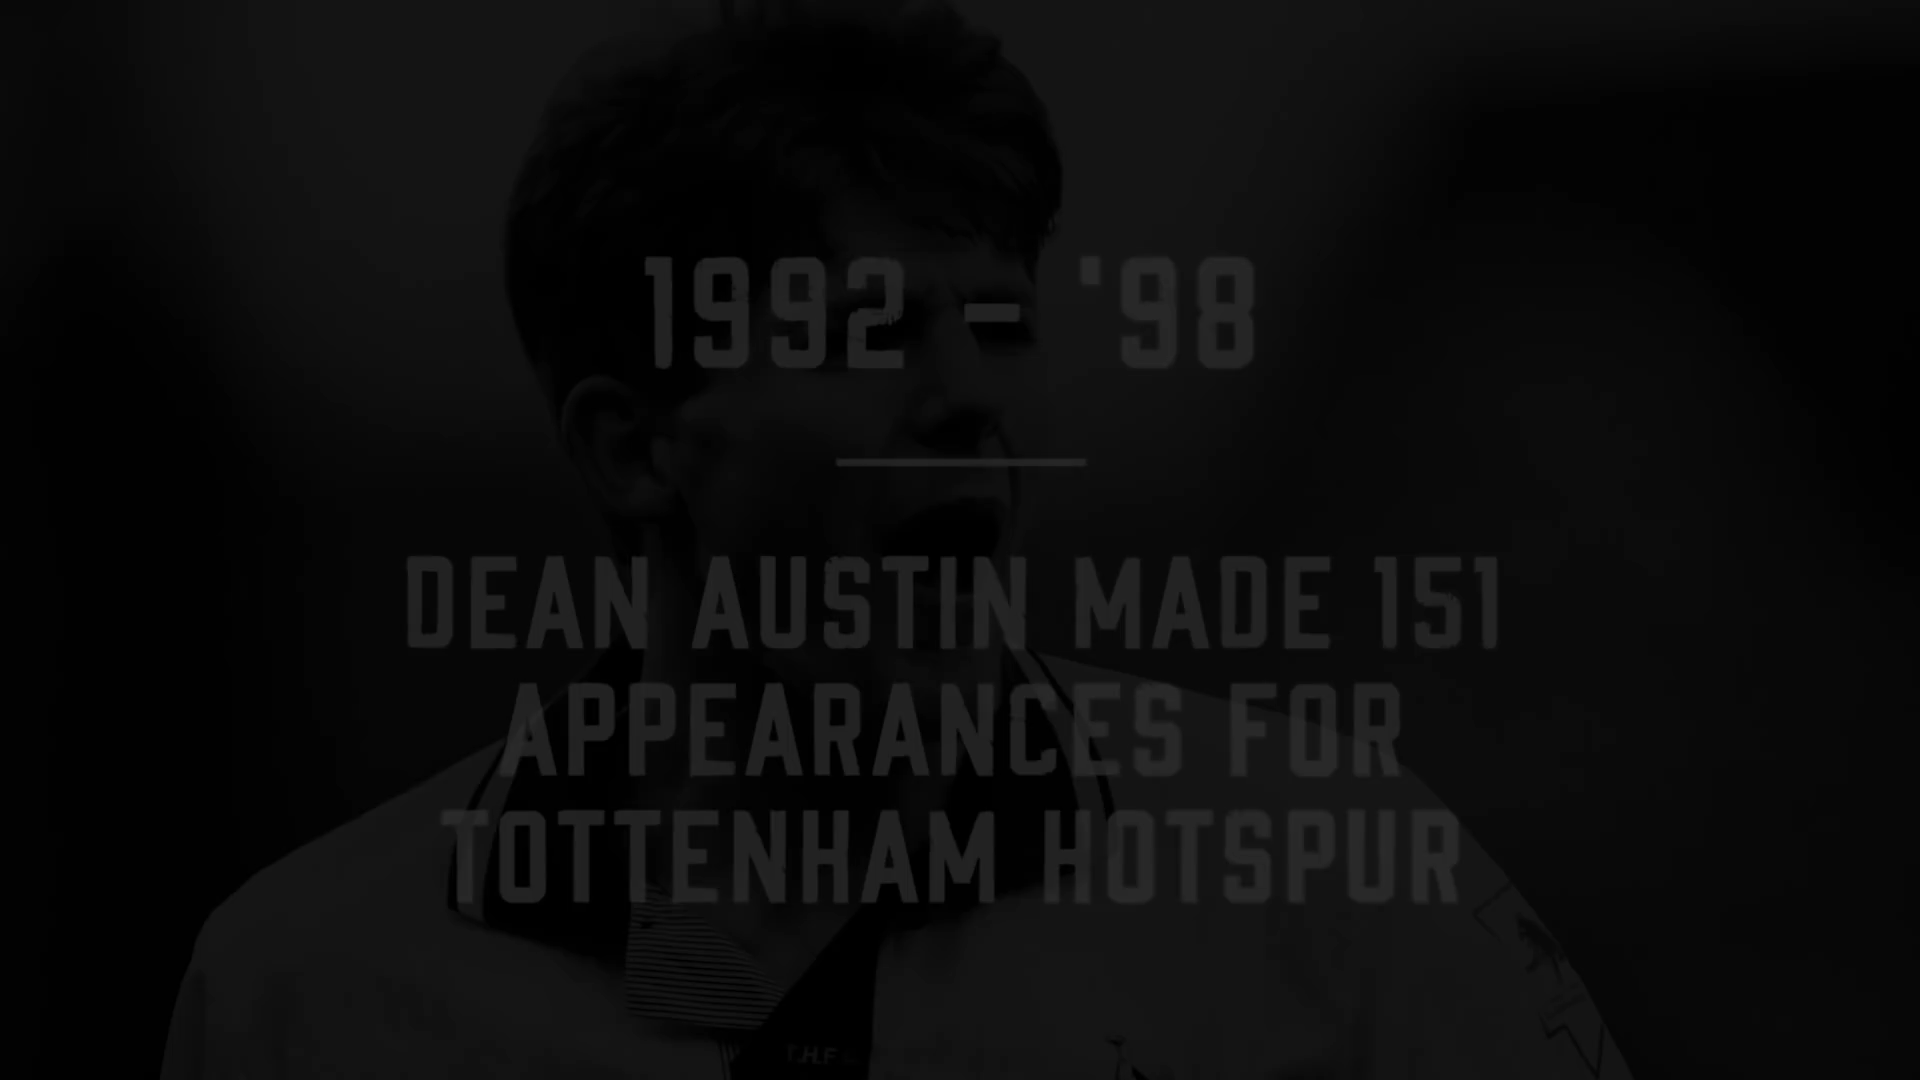 1992 – '98
DEAN AUSTIN MADE 151
APPEARANCES FOR
TOTTENHAM HOTSPUR
T.H.F